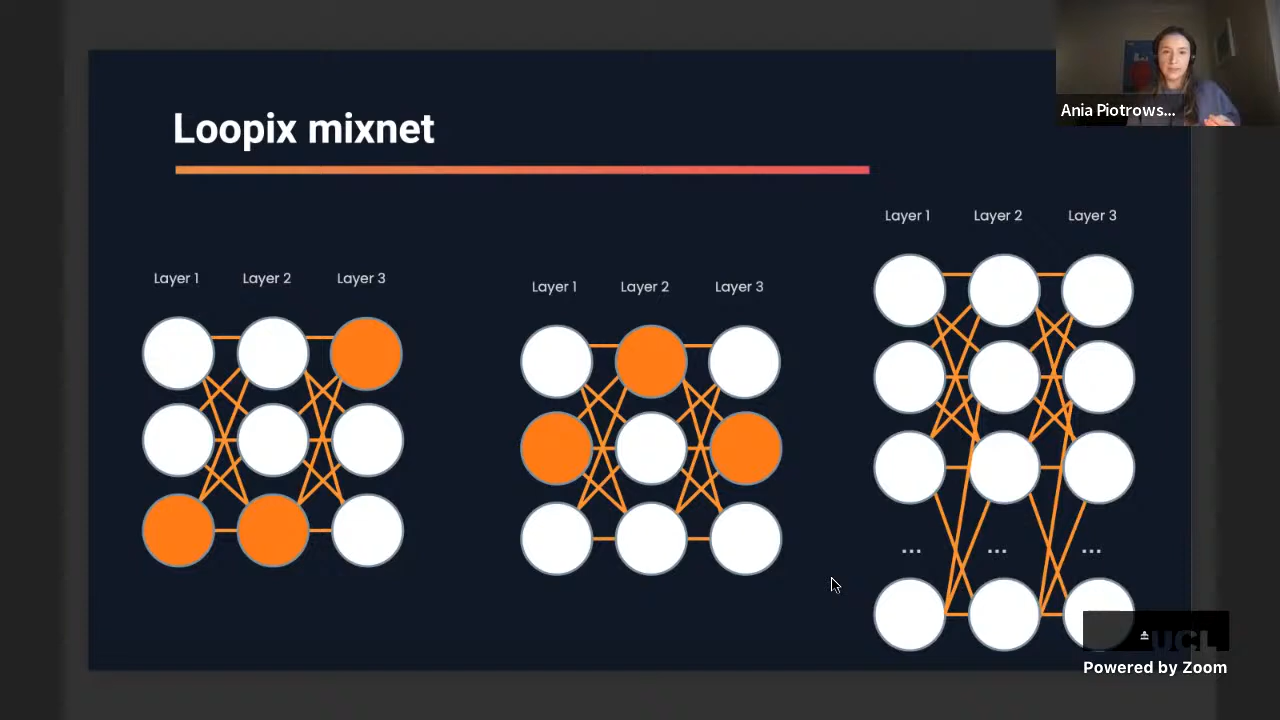 Ania Piotrows...
Loopix mixnet
Layer 1 Layer 2 Layer 3
Layer 1 Layer 2 Layer 3
Layer 1 Layer 2 Layer 3
... ... ...
UCL
Powered by Zoom